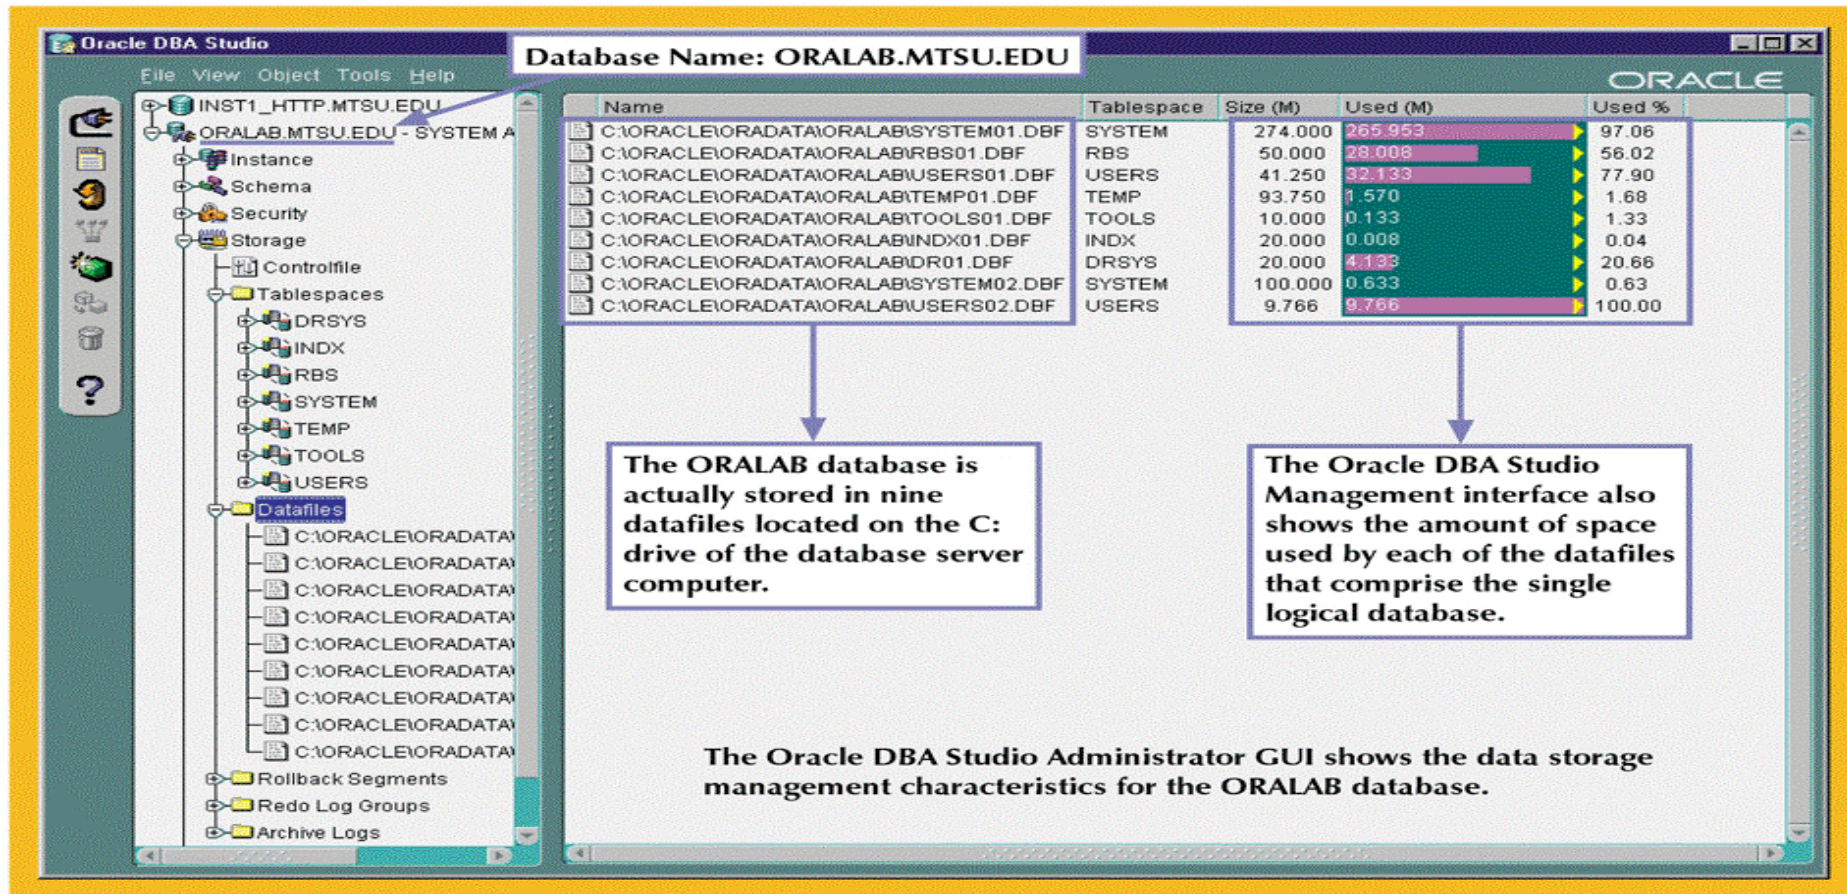 Oracle DBA Studio
Database Name: ORALAB.MTSU.EDU
File View Object Tools Help
ORACLE
INST1_HTTP.MTSU.EDU
ORALAB.MTSU.EDU - SYSTEM A
Instance
Schema
Security
Storage
Controlfile
Tablespaces
DRSYS
INDX
RBS
SYSTEM
TEMP
TOOLS
USERS
Datafiles
C:\ORACLE\ORADATA\
C:\ORACLE\ORADATA\
C:\ORACLE\ORADATA\
C:\ORACLE\ORADATA\
C:\ORACLE\ORADATA\
C:\ORACLE\ORADATA\
C:\ORACLE\ORADATA\
C:\ORACLE\ORADATA\
C:\ORACLE\ORADATA\
Rollback Segments
Redo Log Groups
Archive Logs
Name Tablespace Size (M) Used (M) Used %
C:\ORACLE\ORADATA\ORALAB\SYSTEM01.DBF SYSTEM 274.000 265.953 97.06
C:\ORACLE\ORADATA\ORALAB\RBS01.DBF RBS 50.000 28.008 56.02
C:\ORACLE\ORADATA\ORALAB\USERS01.DBF USERS 41.250 32.133 77.90
C:\ORACLE\ORADATA\ORALAB\TEMP01.DBF TEMP 93.750 1.570 1.68
C:\ORACLE\ORADATA\ORALAB\TOOLS01.DBF TOOLS 10.000 0.133 1.33
C:\ORACLE\ORADATA\ORALAB\INDX01.DBF INDX 20.000 0.008 0.04
C:\ORACLE\ORADATA\ORALAB\DR01.DBF DRSYS 20.000 4.133 20.66
C:\ORACLE\ORADATA\ORALAB\SYSTEM02.DBF SYSTEM 100.000 0.633 0.63
C:\ORACLE\ORADATA\ORALAB\USERS02.DBF USERS 9.766 9.766 100.00
The ORALAB database is
actually stored in nine
datafiles located on the C:
drive of the database server
computer.
The Oracle DBA Studio
Management interface also
shows the amount of space
used by each of the datafiles
that comprise the single
logical database.
The Oracle DBA Studio Administrator GUI shows the data storage
management characteristics for the ORALAB database.